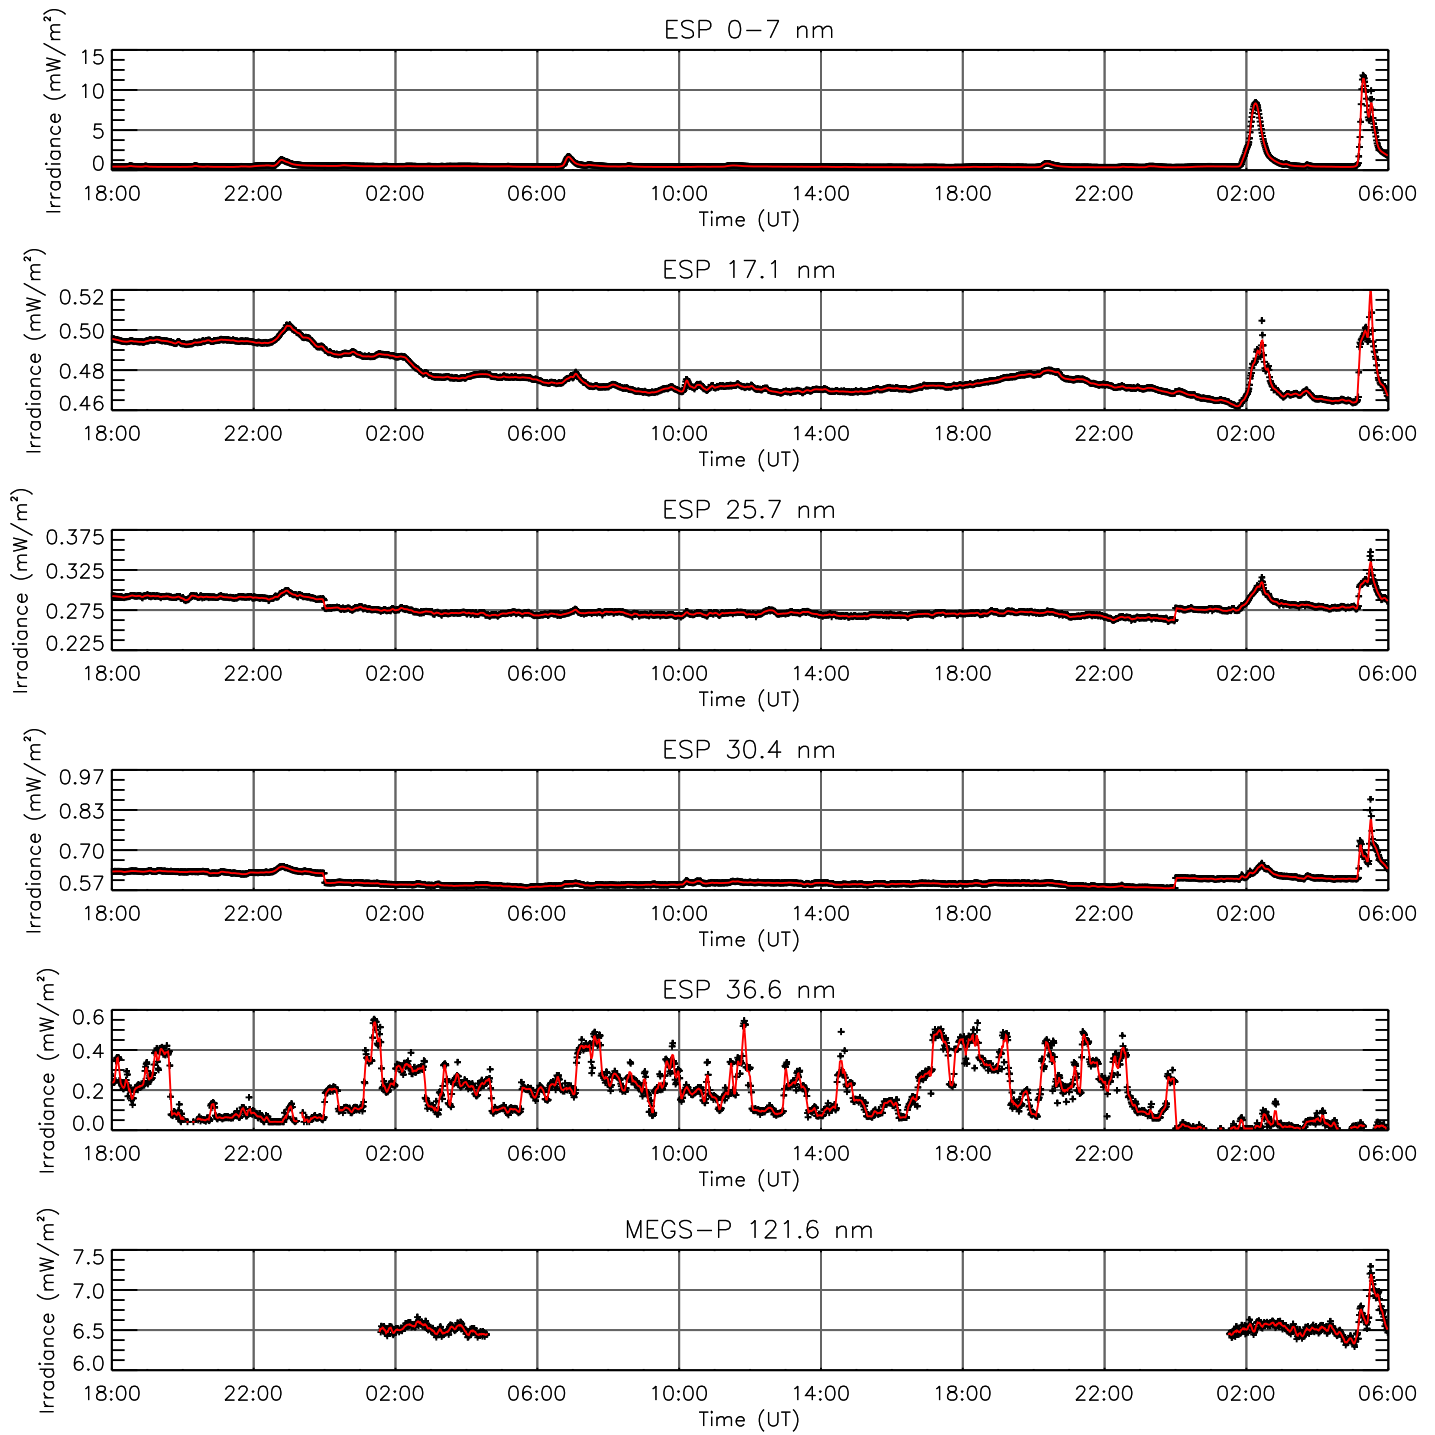 ESP 0-7 nm
Irradiance (mW/m²)
15
10
5
0
18:00 22:00 02:00 06:00 10:00 14:00 18:00 22:00 02:00 06:00
Time (UT)
ESP 17.1 nm
Irradiance (mW/m²)
0.52
0.50
0.48
0.46
18:00 22:00 02:00 06:00 10:00 14:00 18:00 22:00 02:00 06:00
Time (UT)
ESP 25.7 nm
Irradiance (mW/m²)
0.375
0.325
0.275
0.225
18:00 22:00 02:00 06:00 10:00 14:00 18:00 22:00 02:00 06:00
Time (UT)
ESP 30.4 nm
Irradiance (mW/m²)
0.97
0.83
0.70
0.57
18:00 22:00 02:00 06:00 10:00 14:00 18:00 22:00 02:00 06:00
Time (UT)
ESP 36.6 nm
Irradiance (mW/m²)
0.6
0.4
0.2
0.0
18:00 22:00 02:00 06:00 10:00 14:00 18:00 22:00 02:00 06:00
Time (UT)
MEGS-P 121.6 nm
Irradiance (mW/m²)
7.5
7.0
6.5
6.0
18:00 22:00 02:00 06:00 10:00 14:00 18:00 22:00 02:00 06:00
Time (UT)